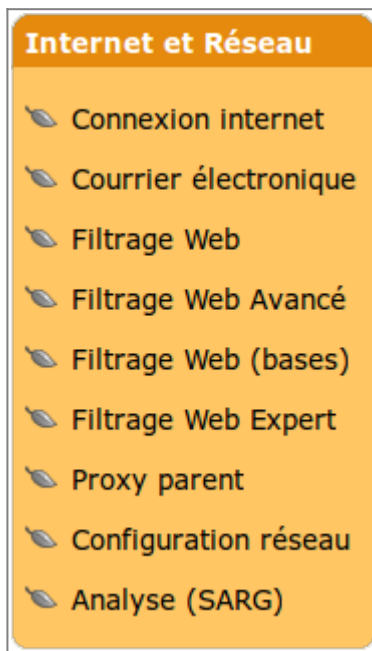 Internet et Réseau
Connexion internet
Courrier électronique
Filtrage Web
Filtrage Web Avancé
Filtrage Web (bases)
Filtrage Web Expert
Proxy parent
Configuration réseau
Analyse (SARG)